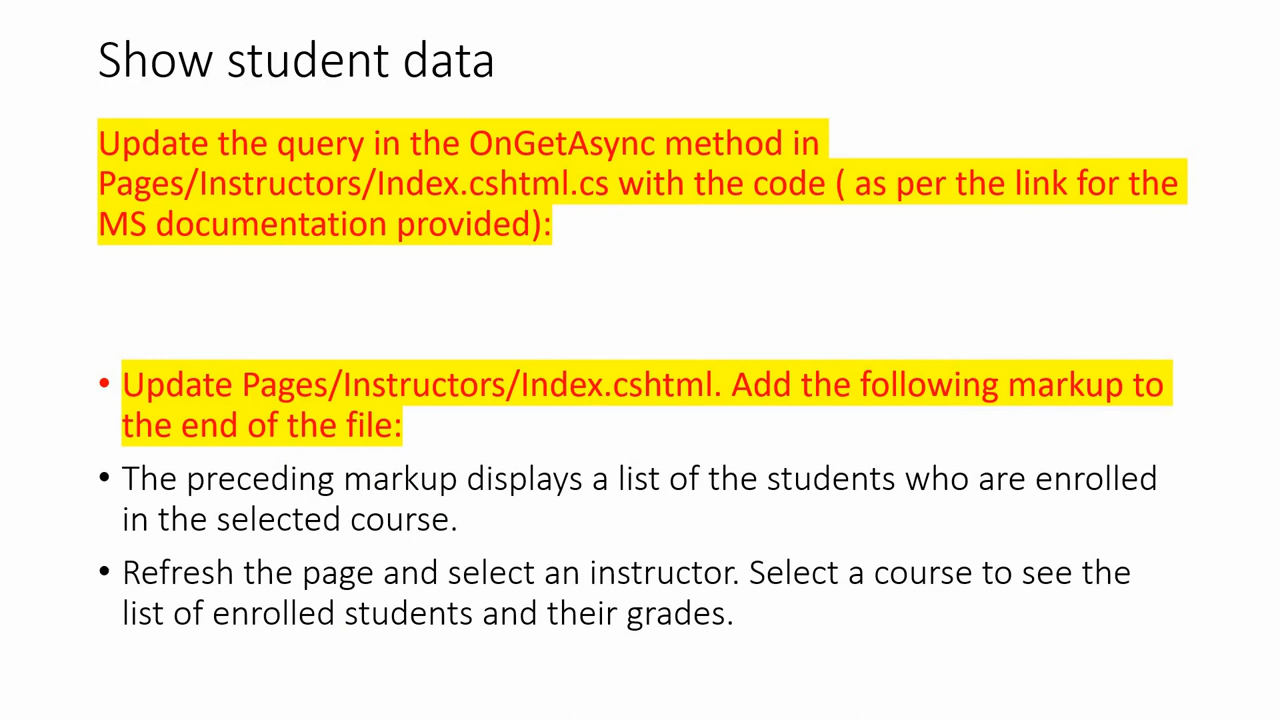 Show student data
Update the query in the OnGetAsync method in
Pages/Instructors/Index.cshtml.cs with the code ( as per the link for the
MS documentation provided):
• Update Pages/Instructors/Index.cshtml. Add the following markup to
the end of the file:
• The preceding markup displays a list of the students who are enrolled
in the selected course.
• Refresh the page and select an instructor. Select a course to see the
list of enrolled students and their grades.